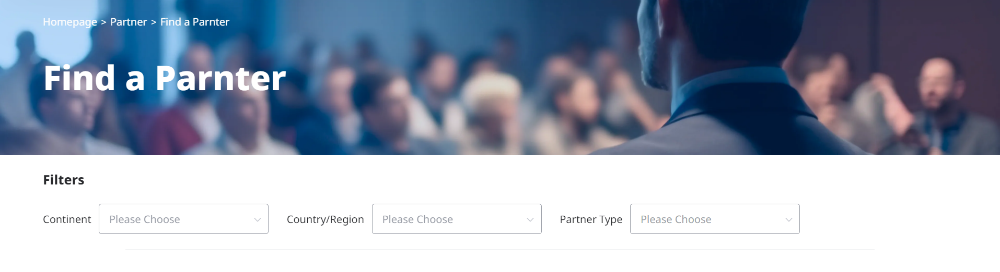 Homepage > Partner > Find a Parnter
Find a Parnter
Filters
Continent Please Choose Country/Region Please Choose Partner Type Please Choose